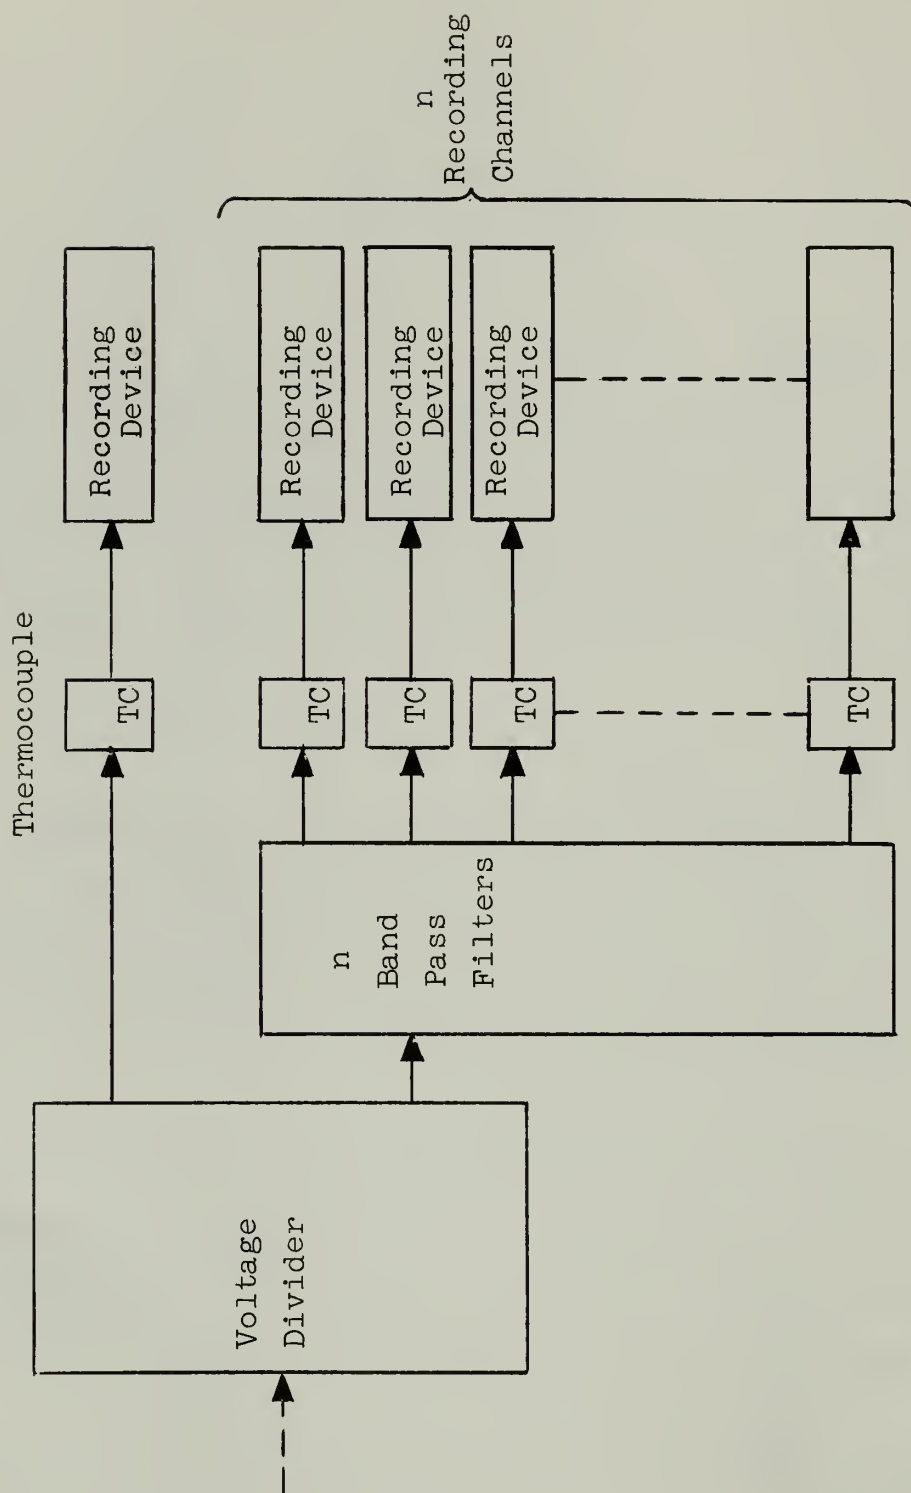 Thermocouple
TC
Recording
Device
Voltage
Divider
n
Band
Pass
Filters
TC
Recording
Device
TC
Recording
Device
TC
Recording
Device
TC
n
Recording
Channels